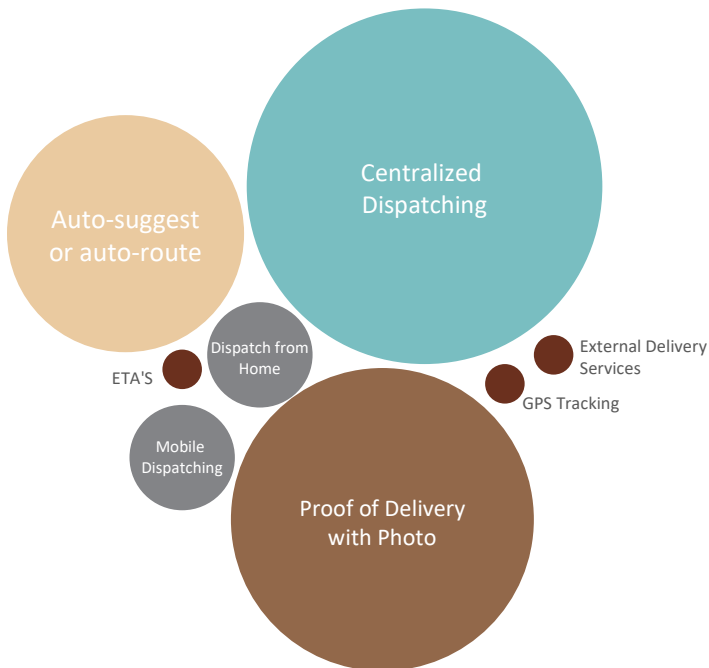 Centralized
Dispatching
Auto-suggest
or auto-route
Dispatch from
Home
External Delivery
Services
ETA'S
GPS Tracking
Mobile
Dispatching
Proof of Delivery
with Photo